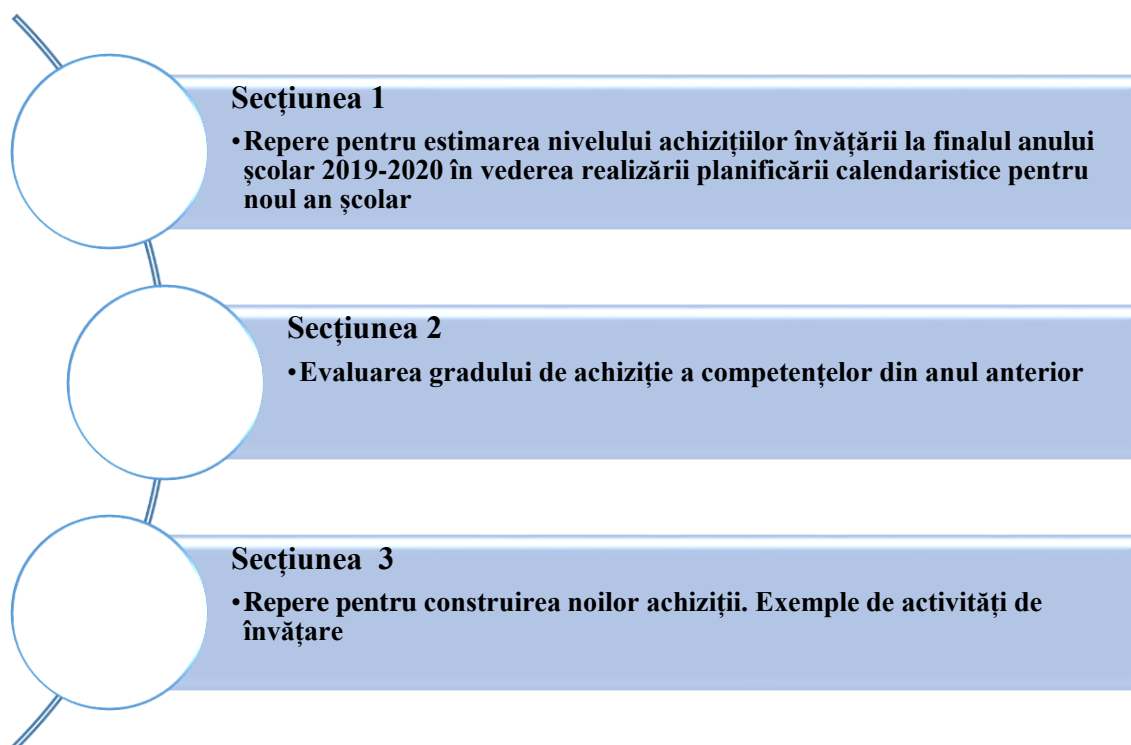 Secțiunea 1
•Repere pentru estimarea nivelului achizițiilor învățării la finalul anului
școlar 2019-2020 în vederea realizării planificării calendaristice pentru
noul an școlar
Secțiunea 2
•Evaluarea gradului de achiziție a competențelor din anul anterior
Secțiunea  3
•Repere pentru construirea noilor achiziții. Exemple de activități de
învățare